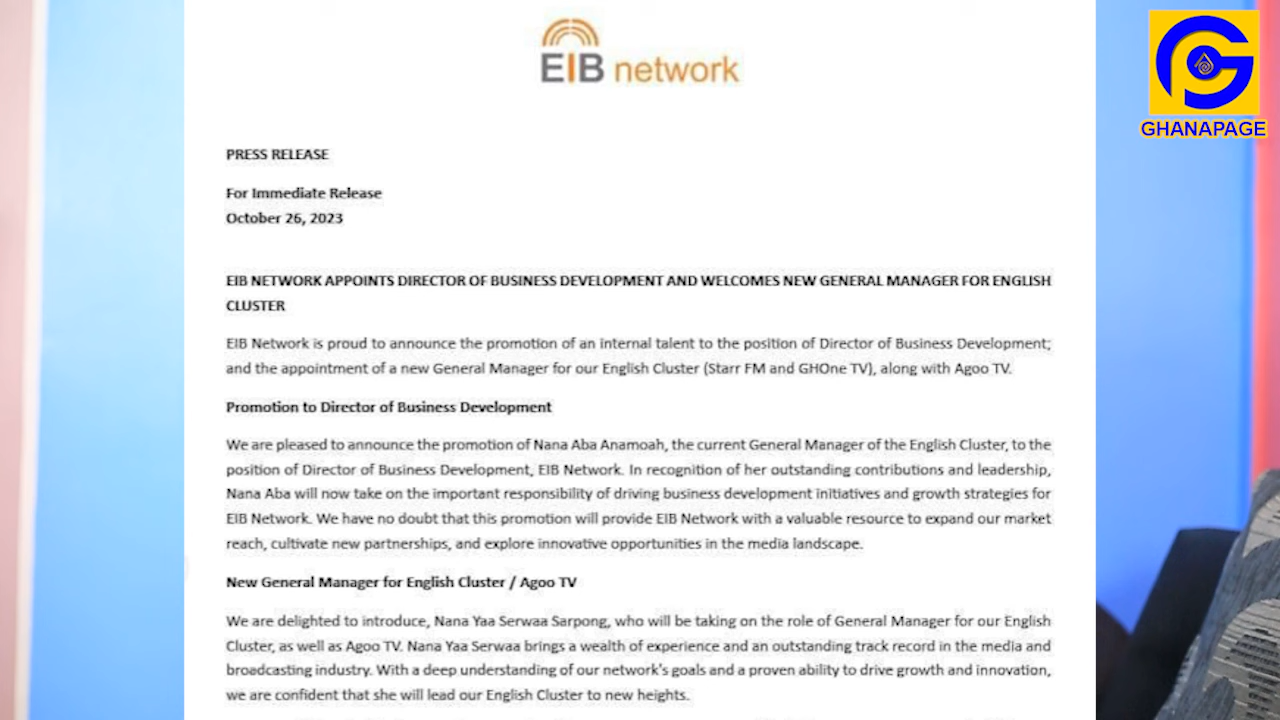 EIB network
GHANAPAGE
PRESS RELEASE
For Immediate Release
October 26, 2023
EIB NETWORK APPOINTS DIRECTOR OF BUSINESS DEVELOPMENT AND WELCOMES NEW GENERAL MANAGER FOR ENGLISH
CLUSTER
EIB Network is proud to announce the promotion of an internal talent to the position of Director of Business Development;
and the appointment of a new General Manager for our English Cluster (Starr FM and GHOne TV), along with Agoo TV.
Promotion to Director of Business Development
We are pleased to announce the promotion of Nana Aba Anamoah, the current General Manager of the English Cluster, to the
position of Director of Business Development, EIB Network. In recognition of her outstanding contributions and leadership,
Nana Aba will now take on the important responsibility of driving business development initiatives and growth strategies for
EIB Network. We have no doubt that this promotion will provide EIB Network with a valuable resource to expand our market
reach, cultivate new partnerships, and explore innovative opportunities in the media landscape.
New General Manager for English Cluster / Agoo TV
We are delighted to introduce, Nana Yaa Serwaa Sarpong, who will be taking on the role of General Manager for our English
Cluster, as well as Agoo TV. Nana Yaa Serwaa brings a wealth of experience and an outstanding track record in the media and
broadcasting industry. With a deep understanding of our network's goals and a proven ability to drive growth and innovation,
we are confident that she will lead our English Cluster to new heights.